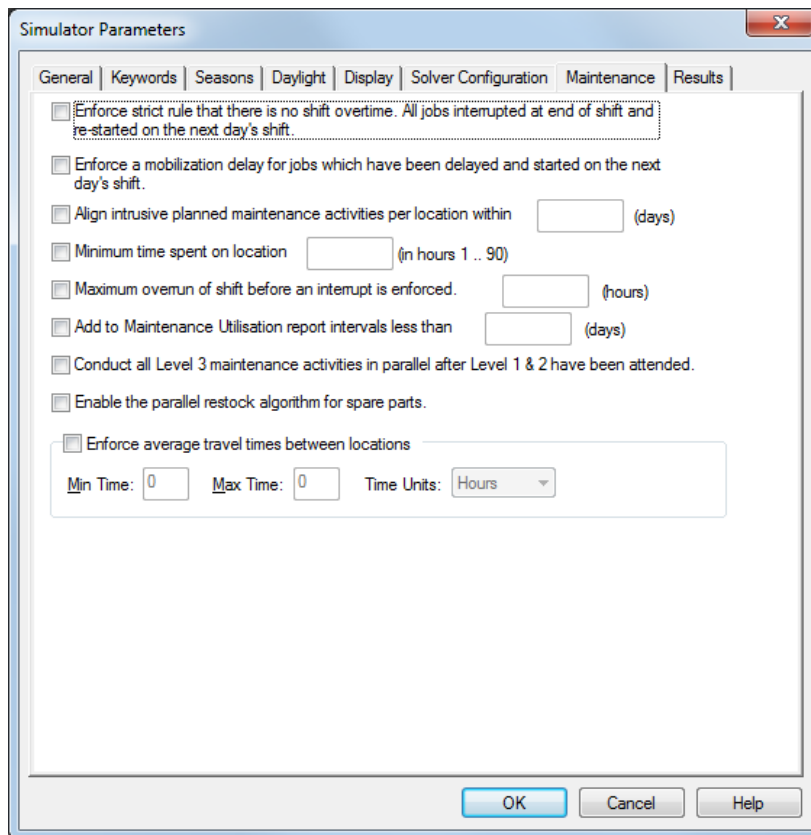 Simulator Parameters
General Keywords Seasons Daylight Display Solver Configuration Maintenance Results
Enforce strict rule that there is no shift overtime. All jobs interrupted at end of shift and
re-started on the next day's shift.
Enforce a mobilization delay for jobs which have been delayed and started on the next
day's shift.
Align intrusive planned maintenance activities per location within (days)
Minimum time spent on location (in hours 1 .. 90)
Maximum overrun of shift before an interrupt is enforced. (hours)
Add to Maintenance Utilisation report intervals less than (days)
Conduct all Level 3 maintenance activities in parallel after Level 1 & 2 have been attended.
Enable the parallel restock algorithm for spare parts.
Enforce average travel times between locations
Min Time: 0 Max Time: 0 Time Units: Hours
OK Cancel Help